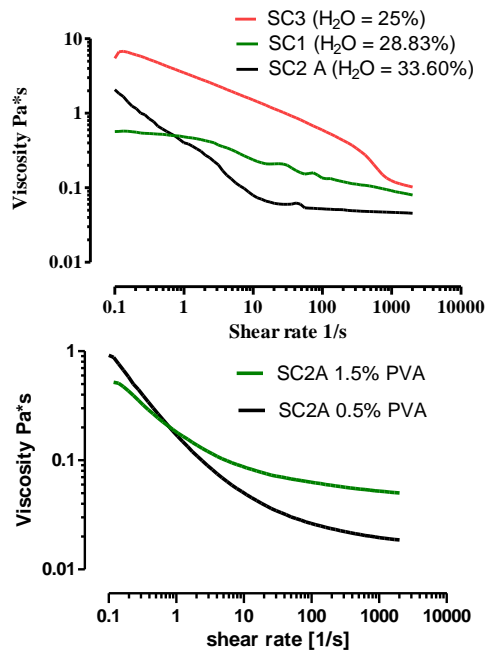 SC3 (H2O = 25%)
SC1 (H2O = 28.83%)
SC2 A (H2O = 33.60%)
Viscosity Pa*s
10
1
0.1
0.01
0.1 1 10 100 1000 10000
Shear rate 1/s
SC2A 1.5% PVA
SC2A 0.5% PVA
Viscosity Pa*s
1
0.1
0.01
0.1 1 10 100 1000 10000
shear rate [1/s]